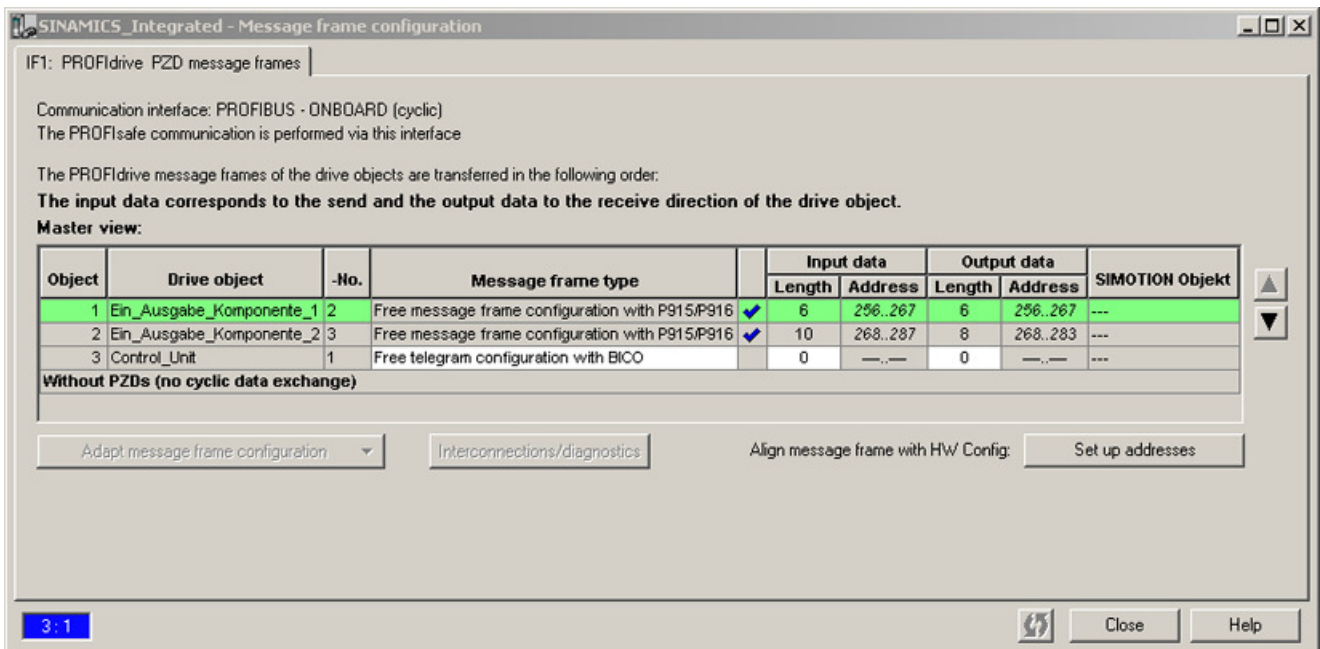 SINAMICS_Integrated - Message frame configuration
IF1: PROFIdrive PZD message frames
Communication interface: PROFIBUS - ONBOARD (cyclic)
The PROFIsafe communication is performed via this interface
The PROFIdrive message frames of the drive objects are transferred in the following order:
The input data corresponds to the send and the output data to the receive direction of the drive object.
Master view:
Object Drive object -No. Message frame type Input data Output data SIMOTION Objekt
Length Address Length Address
1 Ein_Ausgabe_Komponente_1 2 Free message frame configuration with P915/P916 6 256..267 6 256..267 ---
2 Ein_Ausgabe_Komponente_2 3 Free message frame configuration with P915/P916 10 268..287 8 268..283 ---
3 Control_Unit 1 Free telegram configuration with BICO 0 ---..--- 0 ---..--- ---
Without PZDs (no cyclic data exchange)
Adapt message frame configuration Interconnections/diagnostics Align message frame with HW Config: Set up addresses
3 : 1 Close Help